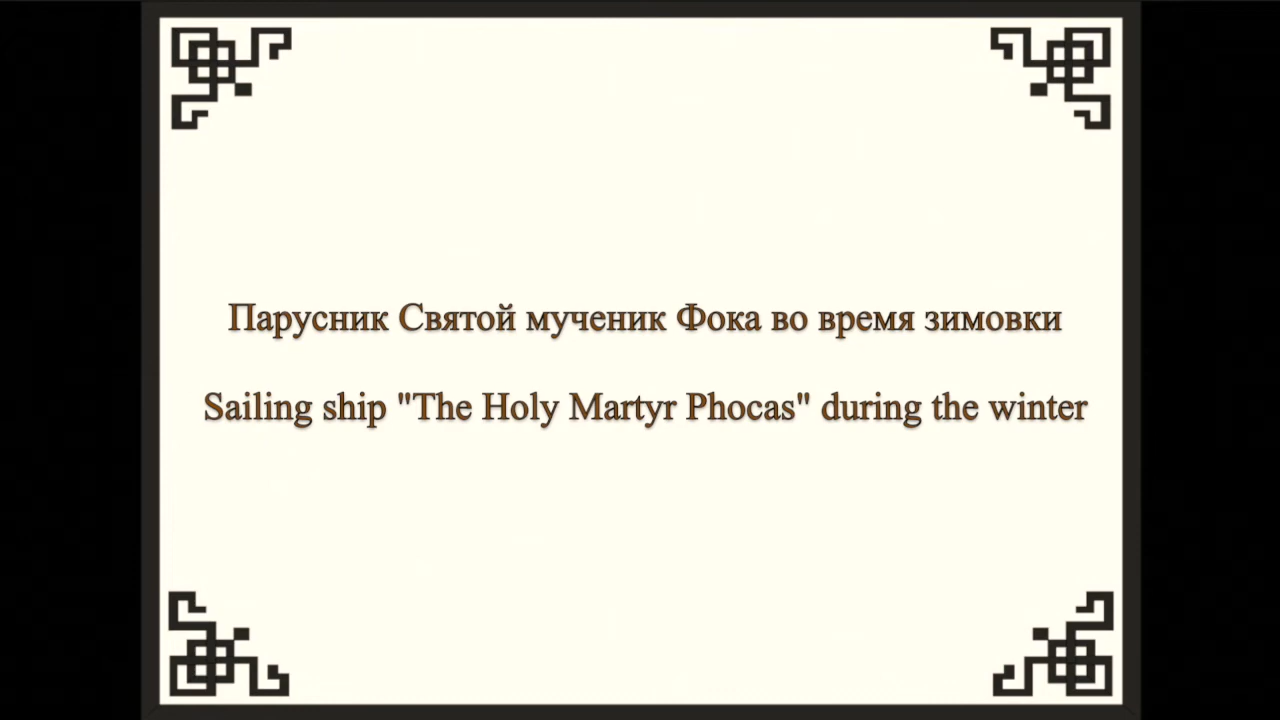 Парусник Святой мученик Фока во время зимовки
Sailing ship "The Holy Martyr Phocas" during the winter